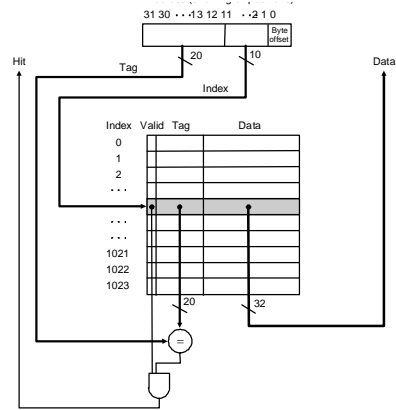 31 30 · · · 13 12 11 · · · 2 1 0
Byte
offset
20
10
Hit
Tag
Data
Index
Index Valid Tag Data
0
1
2
· · ·
· · ·
· · ·
1021
1022
1023
20
32
=